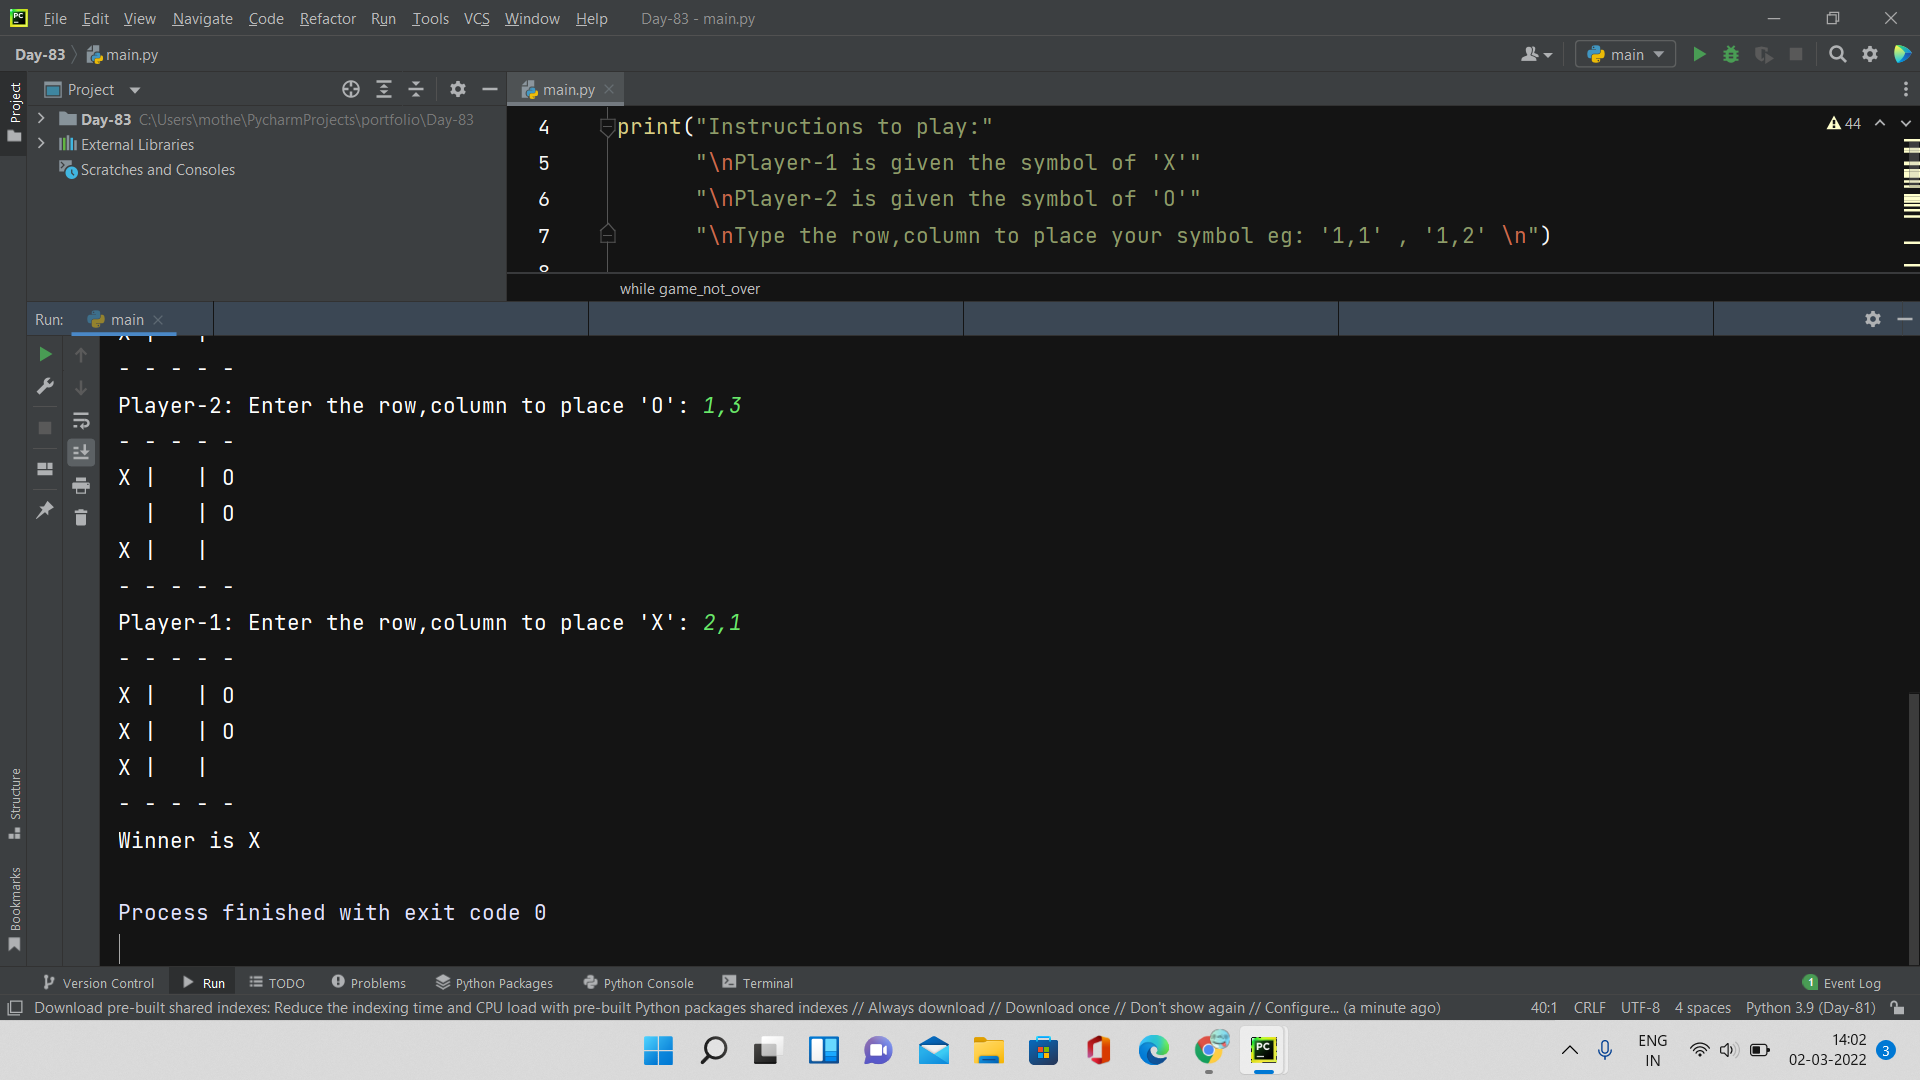 PC File Edit View Navigate Code Refactor Run Tools VCS Window Help Day-83 - main.py
Day-83 main.py main
Project
Project main.py
Day-83 C:\Users\mothe\PycharmProjects\portfolio\Day-83
External Libraries
Scratches and Consoles
4 print("Instructions to play:"
44
5 "\nPlayer-1 is given the symbol of 'X'"
6 "\nPlayer-2 is given the symbol of 'O'"
7 "\nType the row,column to place your symbol eg: '1,1' , '1,2' \n")
8
while game_not_over
Run: main
X | |
- - - - -
Player-2: Enter the row,column to place 'O': 1,3
- - - - -
X |   | O
  |   | O
X |   |
- - - - -
Player-1: Enter the row,column to place 'X': 2,1
- - - - -
X |   | O
X |   | O
X |   |
- - - - -
Winner is X
Process finished with exit code 0
Structure
Bookmarks
Version Control Run TODO Problems Python Packages Python Console Terminal 1 Event Log
Download pre-built shared indexes: Reduce the indexing time and CPU load with pre-built Python packages shared indexes // Always download // Download once // Don't show again // Configure... (a minute ago) 40:1 CRLF UTF-8 4 spaces Python 3.9 (Day-81)
PC
ENG
IN
14:02
02-03-2022
3